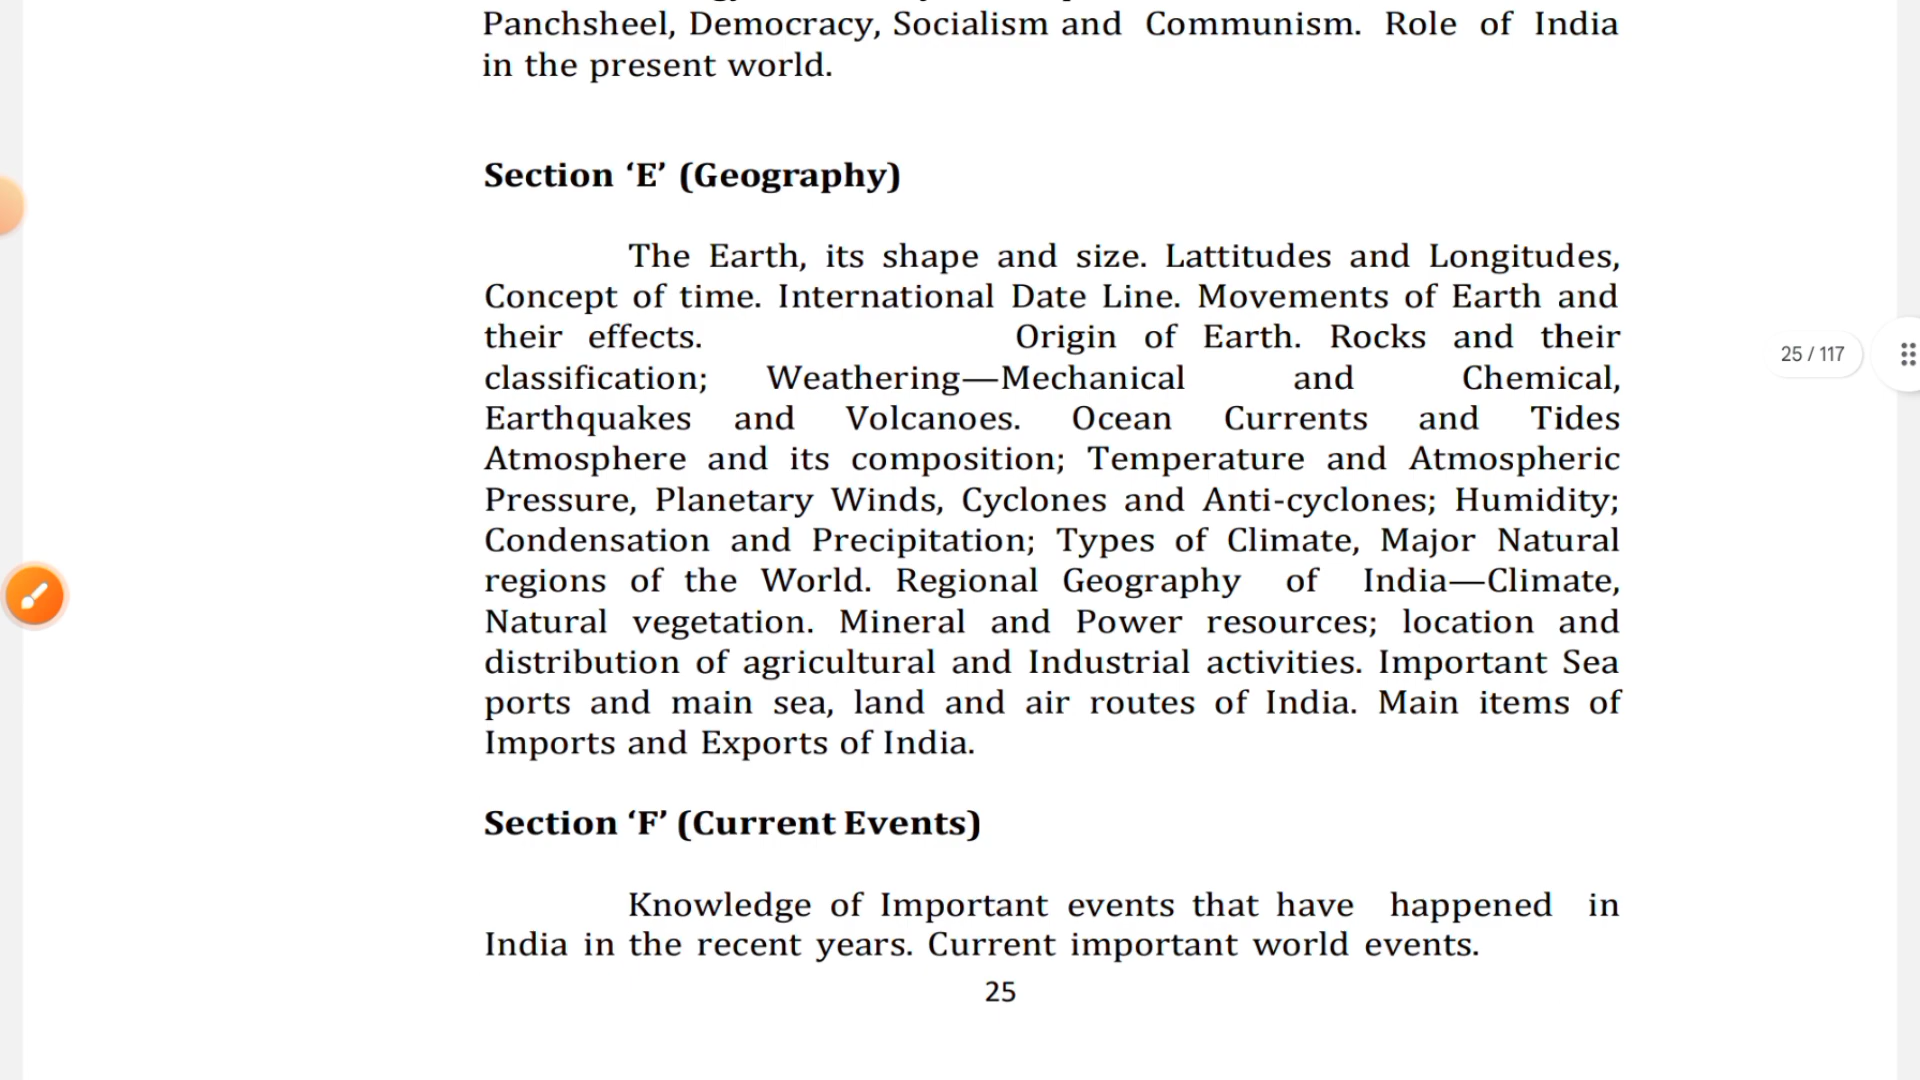 Panchsheel, Democracy, Socialism and Communism. Role of India
in the present world.
Section ‘E’ (Geography)
The Earth, its shape and size. Lattitudes and Longitudes,
Concept of time. International Date Line. Movements of Earth and
their effects. Origin of Earth. Rocks and their
classification; Weathering—Mechanical and Chemical,
Earthquakes and Volcanoes. Ocean Currents and Tides
Atmosphere and its composition; Temperature and Atmospheric
Pressure, Planetary Winds, Cyclones and Anti-cyclones; Humidity;
Condensation and Precipitation; Types of Climate, Major Natural
regions of the World. Regional Geography of India—Climate,
Natural vegetation. Mineral and Power resources; location and
distribution of agricultural and Industrial activities. Important Sea
ports and main sea, land and air routes of India. Main items of
Imports and Exports of India.
25 / 117
Section ‘F’ (Current Events)
Knowledge of Important events that have happened in
India in the recent years. Current important world events.
25